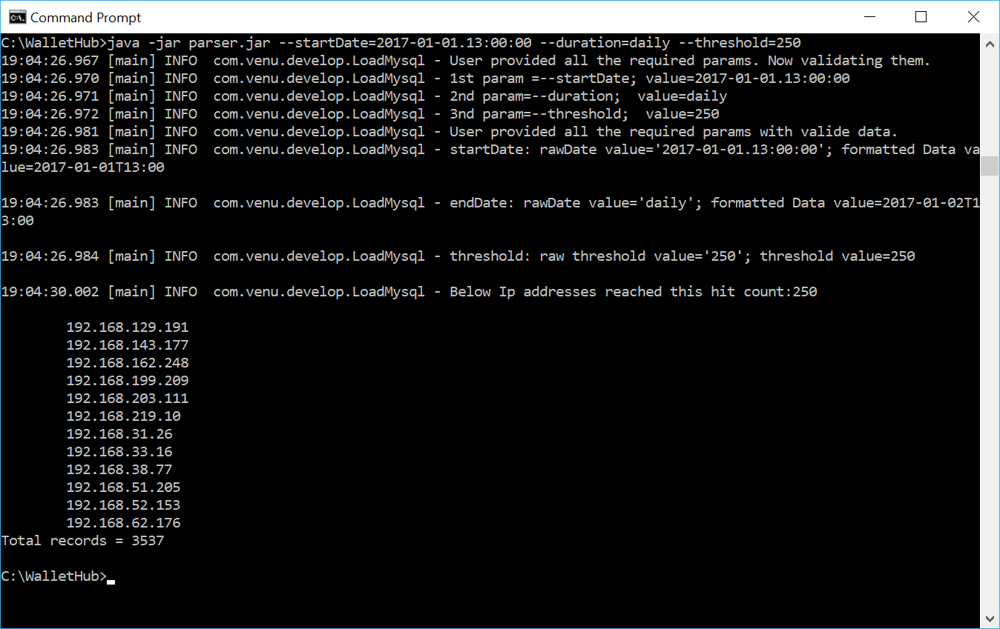 Command Prompt
C:\WalletHub>java -jar parser.jar --startDate=2017-01-01.13:00:00 --duration=daily --threshold=250
19:04:26.967 [main] INFO  com.venu.develop.LoadMysql - User provided all the required params. Now validating them.
19:04:26.970 [main] INFO  com.venu.develop.LoadMysql - 1st param =--startDate; value=2017-01-01.13:00:00
19:04:26.971 [main] INFO  com.venu.develop.LoadMysql - 2nd param=--duration;  value=daily
19:04:26.972 [main] INFO  com.venu.develop.LoadMysql - 3nd param=--threshold;  value=250
19:04:26.981 [main] INFO  com.venu.develop.LoadMysql - User provided all the required params with valide data.
19:04:26.983 [main] INFO  com.venu.develop.LoadMysql - startDate: rawDate value='2017-01-01.13:00:00'; formatted Data va
lue=2017-01-01T13:00
19:04:26.983 [main] INFO  com.venu.develop.LoadMysql - endDate: rawDate value='daily'; formatted Data value=2017-01-02T1
3:00
19:04:26.984 [main] INFO  com.venu.develop.LoadMysql - threshold: raw threshold value='250'; threshold value=250
19:04:30.002 [main] INFO  com.venu.develop.LoadMysql - Below Ip addresses reached this hit count:250
192.168.129.191
192.168.143.177
192.168.162.248
192.168.199.209
192.168.203.111
192.168.219.10
192.168.31.26
192.168.33.16
192.168.38.77
192.168.51.205
192.168.52.153
192.168.62.176
Total records = 3537
C:\WalletHub>